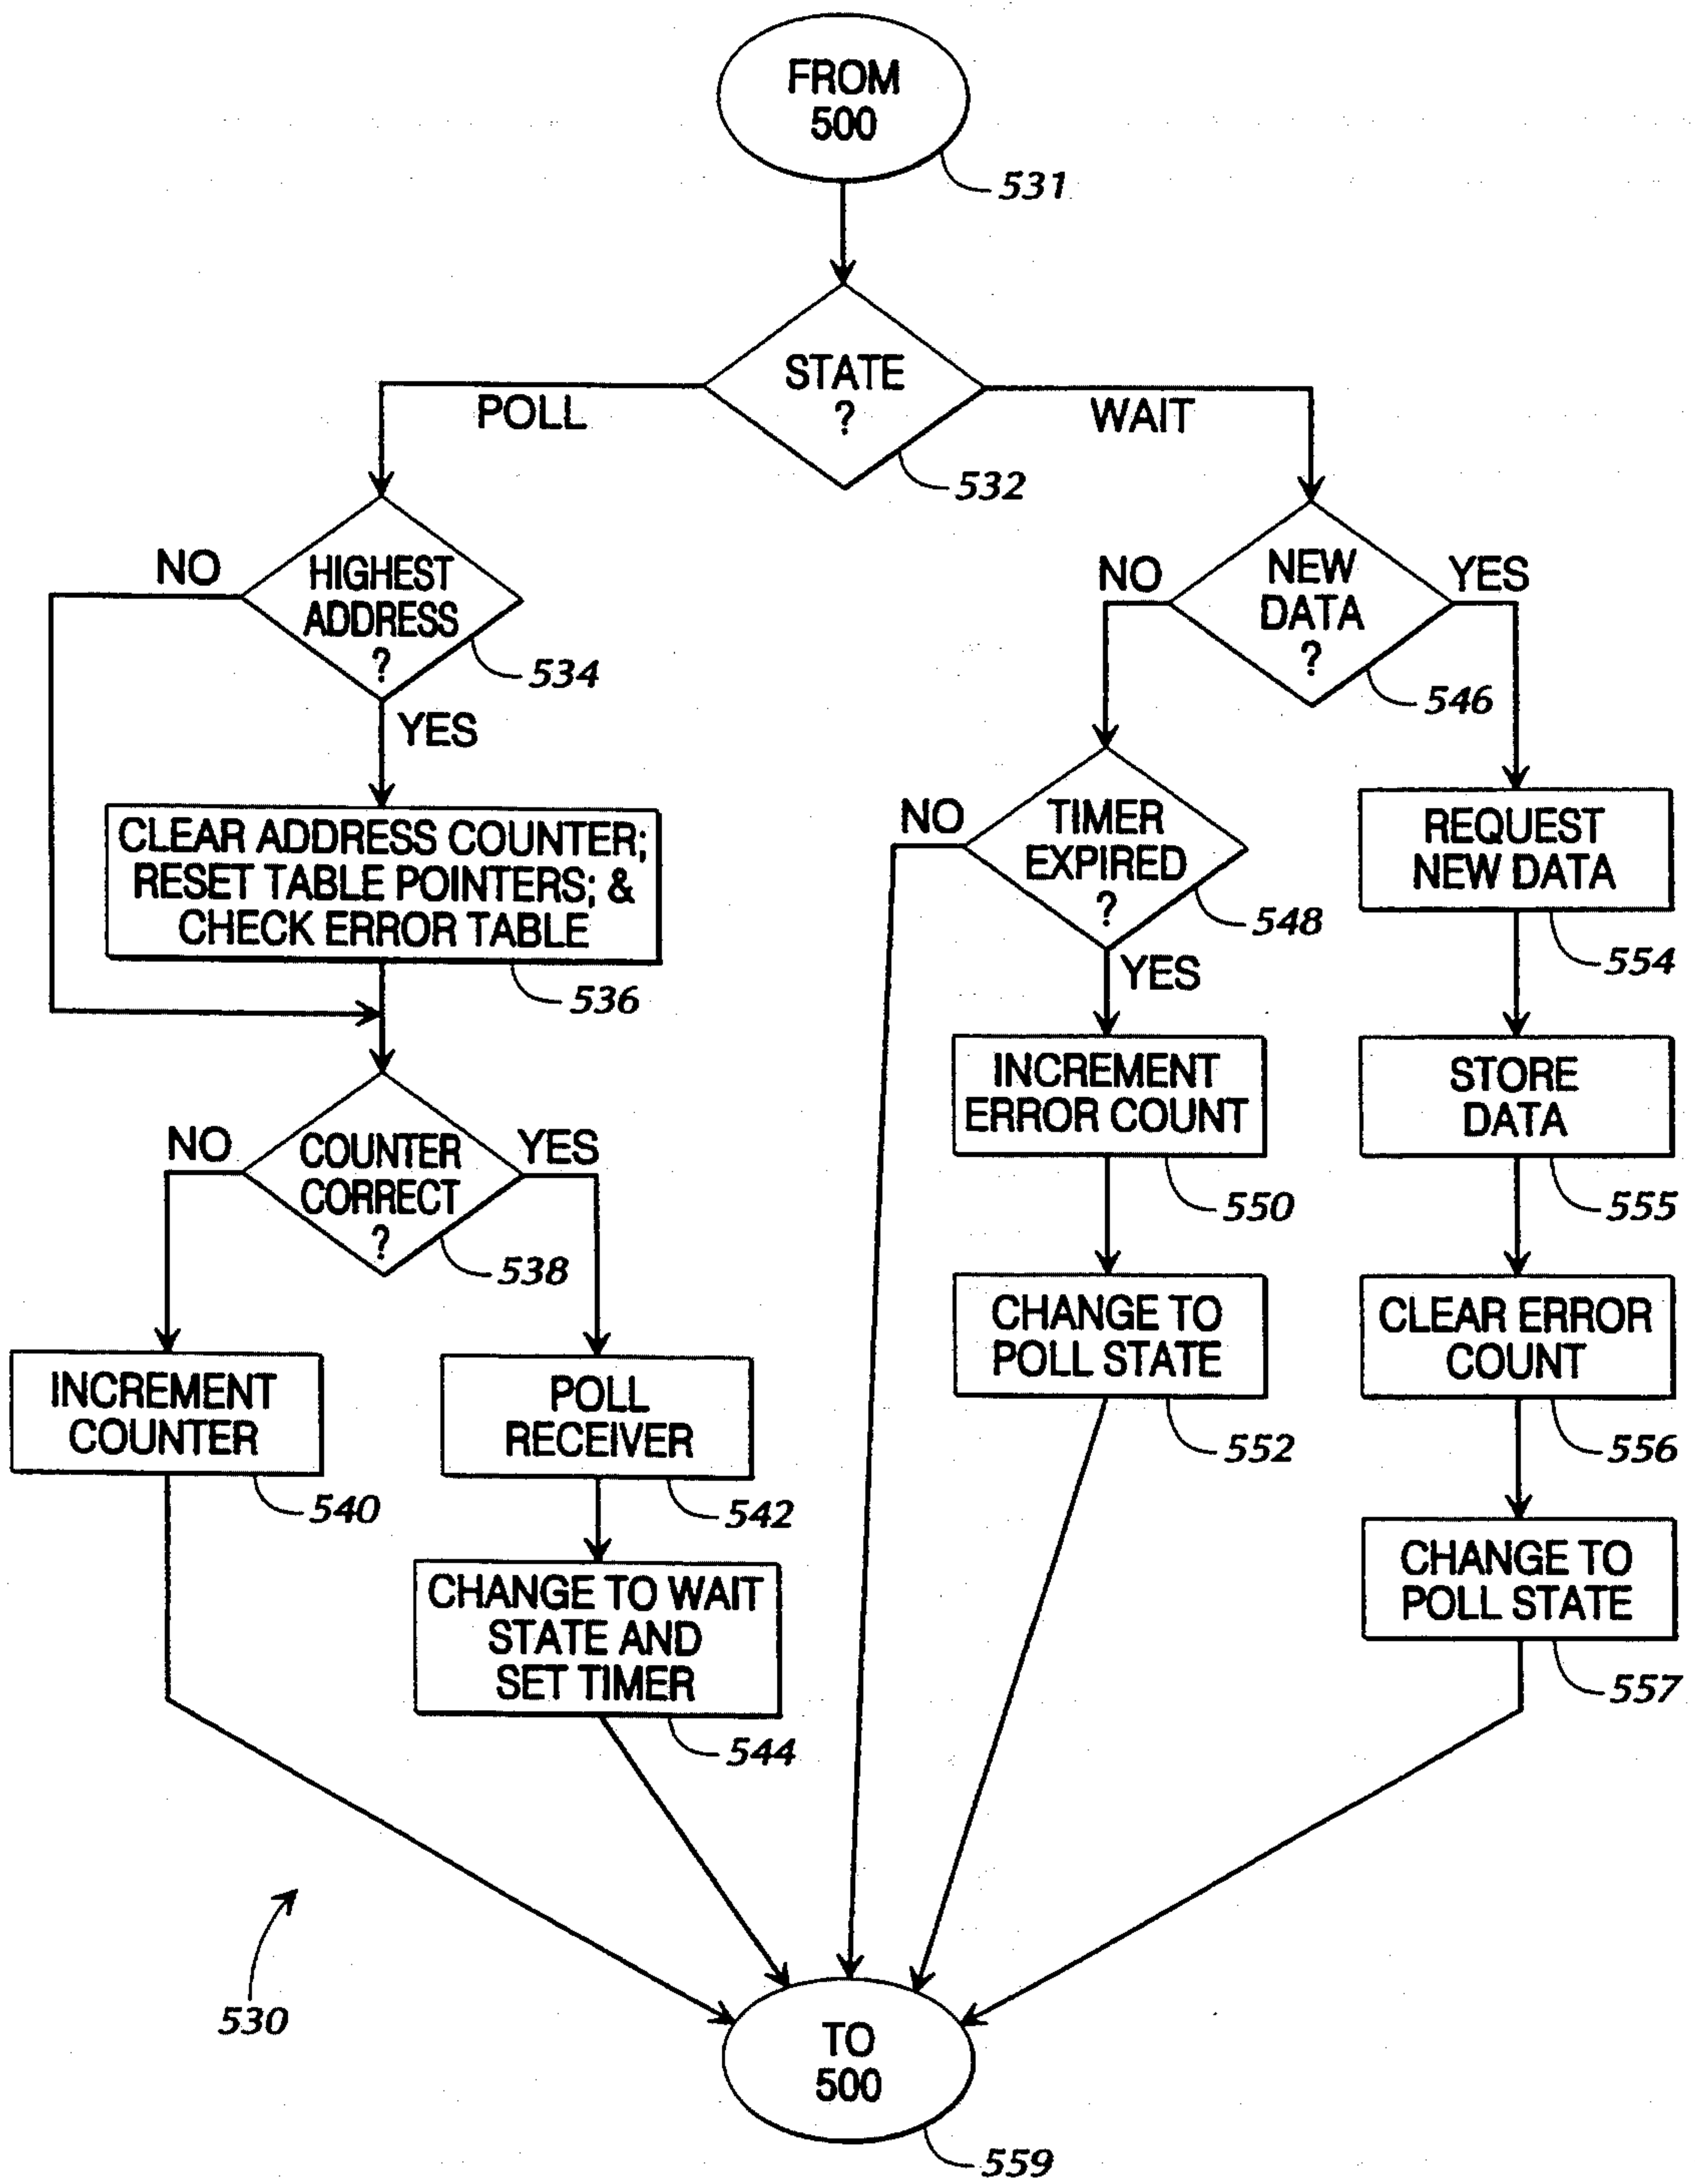 FROM
500
531
STATE
?
532
POLL
WAIT
HIGHEST
ADDRESS
?
534
NO
YES
NEW
DATA
?
546
NO
YES
CLEAR ADDRESS COUNTER;
RESET TABLE POINTERS; &
CHECK ERROR TABLE
536
TIMER
EXPIRED
?
548
NO
YES
REQUEST
NEW DATA
554
COUNTER
CORRECT
?
538
NO
YES
INCREMENT
ERROR COUNT
550
STORE
DATA
555
INCREMENT
COUNTER
540
POLL
RECEIVER
542
CHANGE TO
POLL STATE
552
CLEAR ERROR
COUNT
556
CHANGE TO WAIT
STATE AND
SET TIMER
544
CHANGE TO
POLL STATE
557
530
TO
500
559